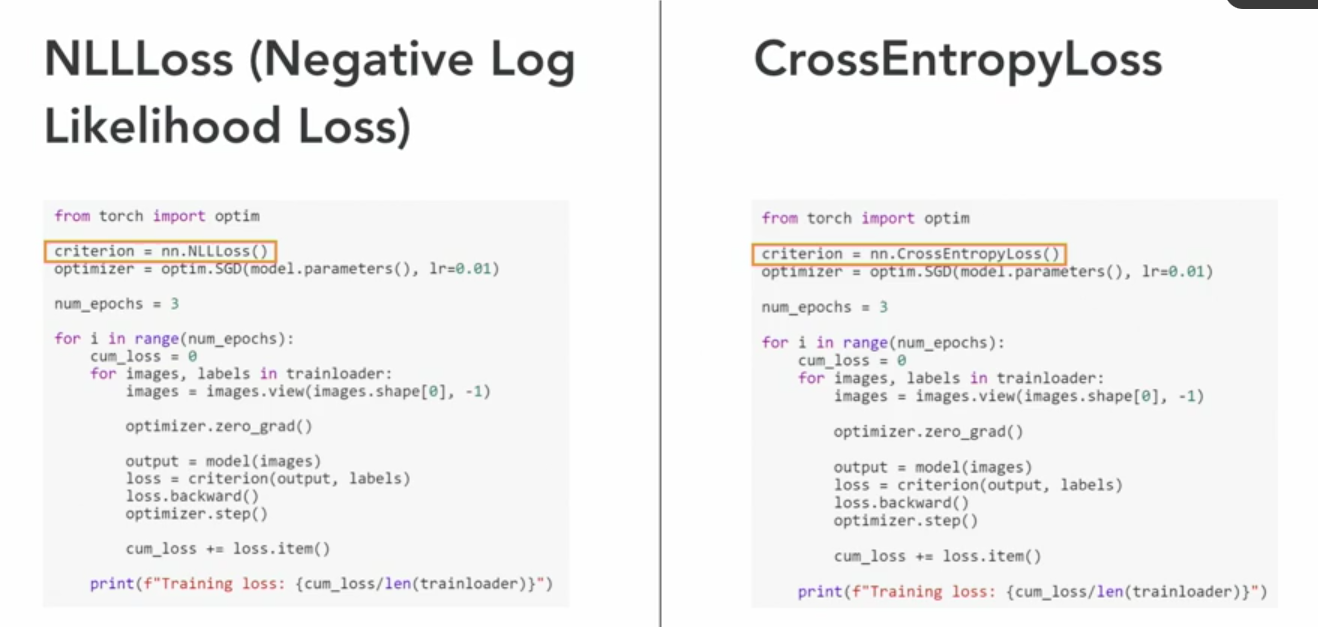 NLLLoss (Negative Log
Likelihood Loss)
from torch import optim
criterion = nn.NLLLoss()
optimizer = optim.SGD(model.parameters(), lr=0.01)
num_epochs = 3
for i in range(num_epochs):
    cum_loss = 0
    for images, labels in trainloader:
        images = images.view(images.shape[0], -1)
        optimizer.zero_grad()
        output = model(images)
        loss = criterion(output, labels)
        loss.backward()
        optimizer.step()
        cum_loss += loss.item()
    print(f"Training loss: {cum_loss/len(trainloader)}")
CrossEntropyLoss
from torch import optim
criterion = nn.CrossEntropyLoss()
optimizer = optim.SGD(model.parameters(), lr=0.01)
num_epochs = 3
for i in range(num_epochs):
    cum_loss = 0
    for images, labels in trainloader:
        images = images.view(images.shape[0], -1)
        optimizer.zero_grad()
        output = model(images)
        loss = criterion(output, labels)
        loss.backward()
        optimizer.step()
        cum_loss += loss.item()
    print(f"Training loss: {cum_loss/len(trainloader)}")